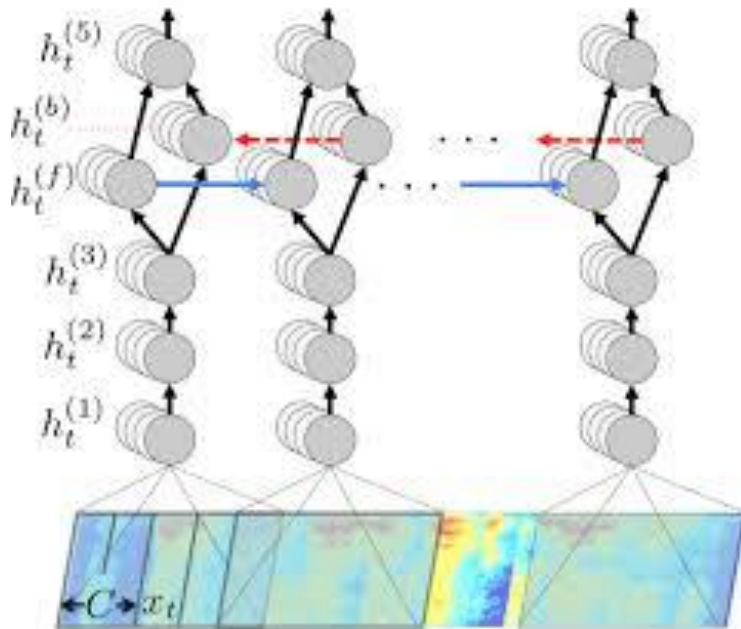 h_t^{(5)}
h_t^{(b)}
. . .
h_t^{(f)}
. . .
h_t^{(3)}
h_t^{(2)}
h_t^{(1)}
C x_t